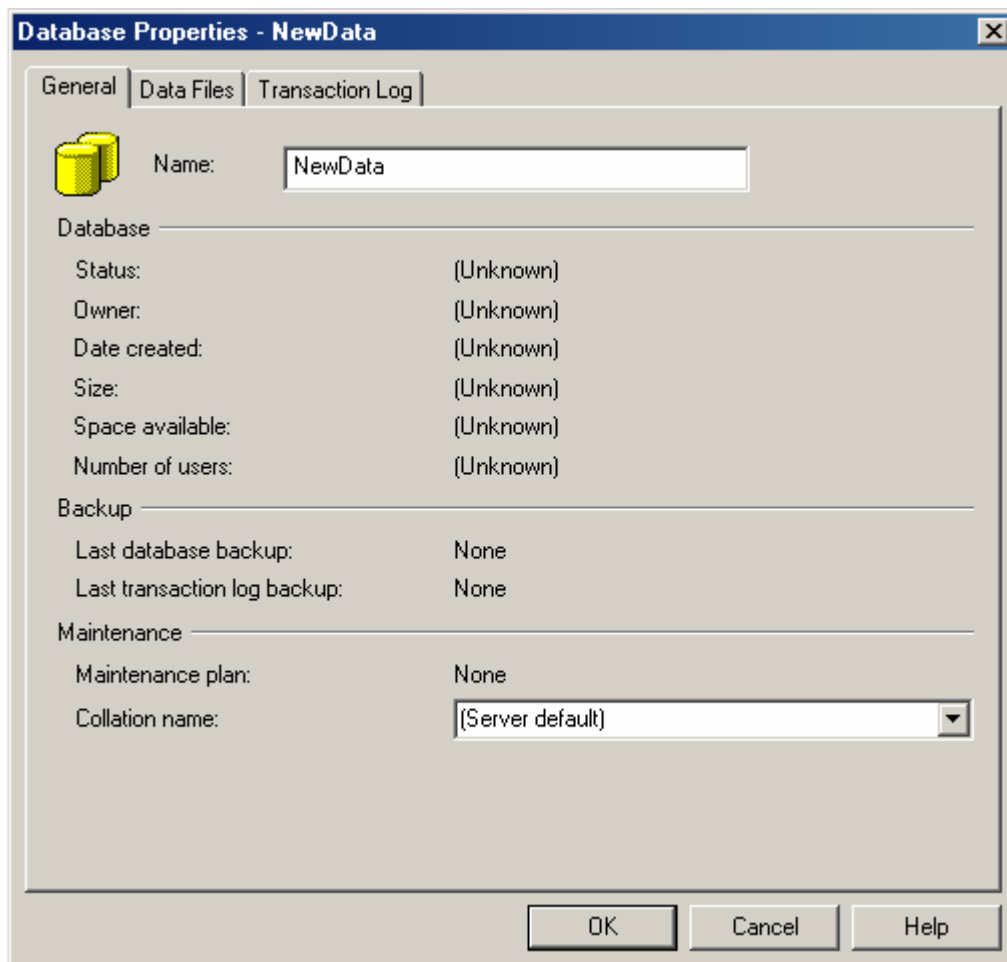 Database Properties - NewData
General Data Files Transaction Log
Name: NewData
Database
Status: (Unknown)
Owner: (Unknown)
Date created: (Unknown)
Size: (Unknown)
Space available: (Unknown)
Number of users: (Unknown)
Backup
Last database backup: None
Last transaction log backup: None
Maintenance
Maintenance plan: None
Collation name: (Server default)
OK Cancel Help